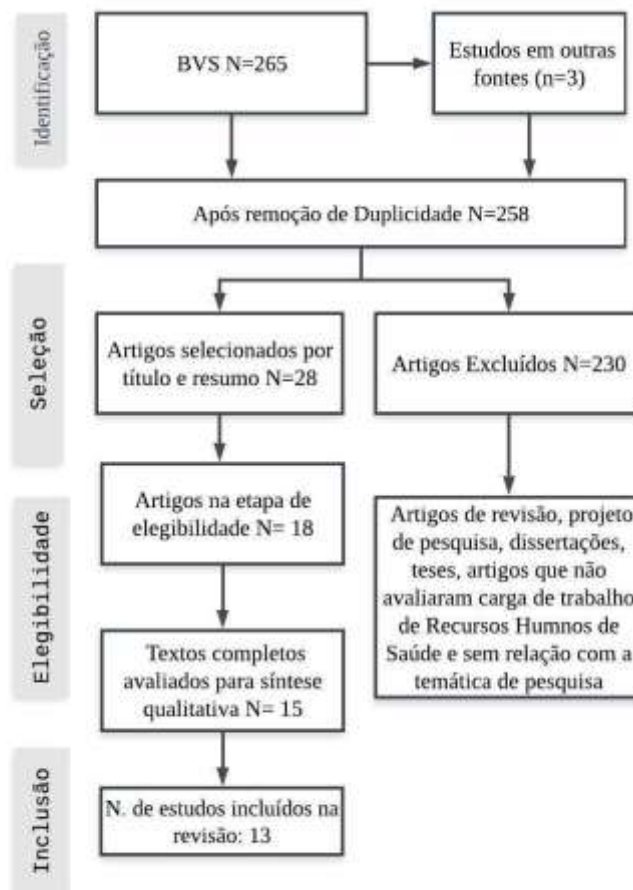 Identificação
BVS N=265
Estudos em outras
fontes (n=3)
Após remoção de Duplicidade N=258
Seleção
Artigos selecionados por
título e resumo N=28
Artigos Excluídos N=230
Elegibilidade
Artigos na etapa de
elegibilidade N= 18
Artigos de revisão, projeto
de pesquisa, dissertações,
teses, artigos que não
avaliaram carga de trabalho
de Recursos Humnos de
Saúde e sem relação com a
temática de pesquisa
Textos completos
avaliados para síntese
qualitativa N= 15
Inclusão
N. de estudos incluídos na
revisão: 13